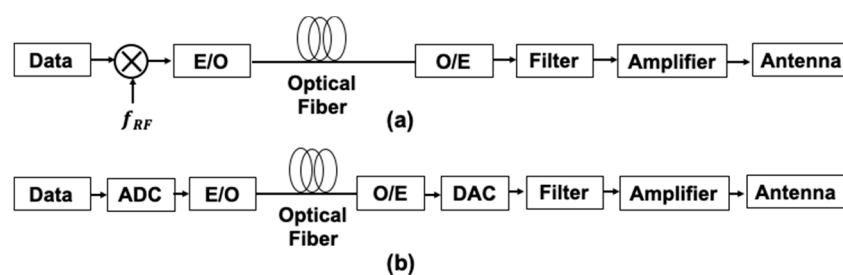 Data
E/O
O/E
Filter
Amplifier
Antenna
Optical
Fiber
f_RF
(a)
Data
ADC
E/O
O/E
DAC
Filter
Amplifier
Antenna
Optical
Fiber
(b)